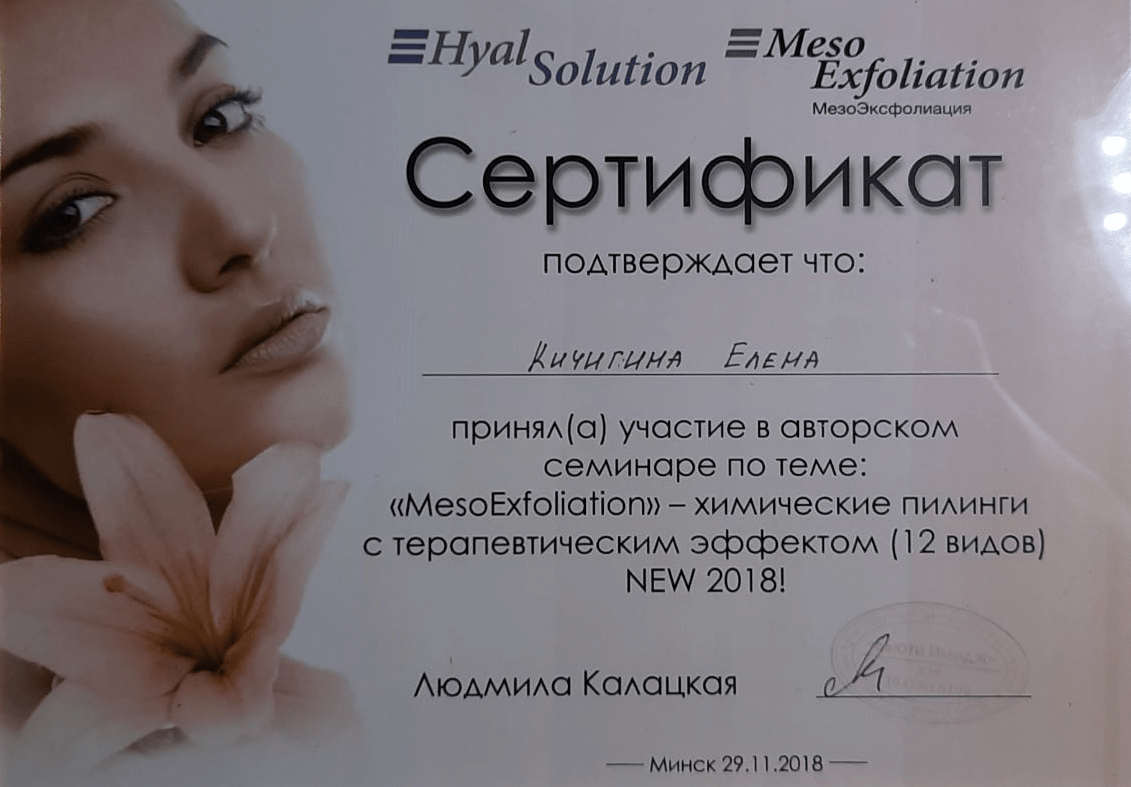 Hyal Solution
Meso Exfoliation
МезоЭксфолиация
Сертификат
подтверждает что:
Кичигина Елена
принял(а) участие в авторском
семинаре по теме:
«MesoExfoliation» – химические пилинги
с терапевтическим эффектом (12 видов)
NEW 2018!
Людмила Калацкая
Минск 29.11.2018